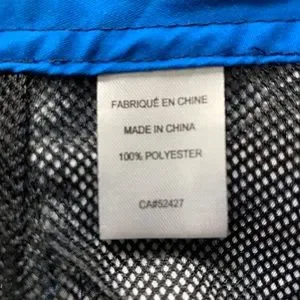 FABRIQUÉ EN CHINE
MADE IN CHINA
100% POLYESTER
CA#52427